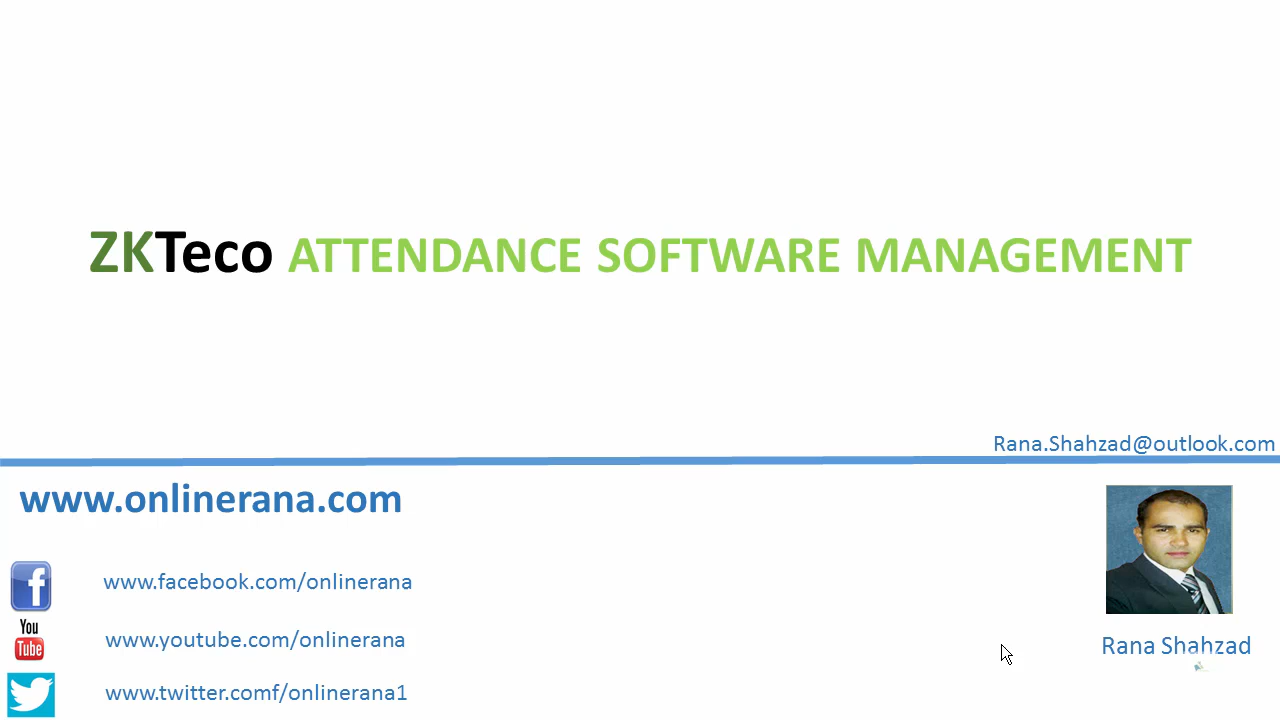 ZKTeco ATTENDANCE SOFTWARE MANAGEMENT
Rana.Shahzad@outlook.com
www.onlinerana.com
www.facebook.com/onlinerana
You
Tube
www.youtube.com/onlinerana
www.twitter.comf/onlinerana1
Rana Shahzad